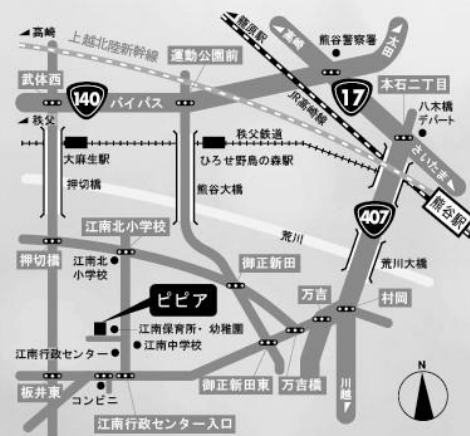 ◢高崎
上越北陸新幹線
運動公園前
◢籠原駅
◢高崎
熊谷警察署
太田
武体西
140
バイパス
17
本石二丁目
JR高崎線
八木橋
デパート
◢秩父
秩父鉄道
大麻生駅
ひろせ野鳥の森駅
さいたま
押切橋
熊谷大橋
407
熊谷駅
江南北小学校
荒川
押切橋
江南北
小学校
御正新田
荒川大橋
ピピア
万吉
村岡
江南保育所・幼稚園
江南行政センター
江南中学校
板井東
コンビニ
御正新田東
万吉橋
川越
江南行政センター入口
N